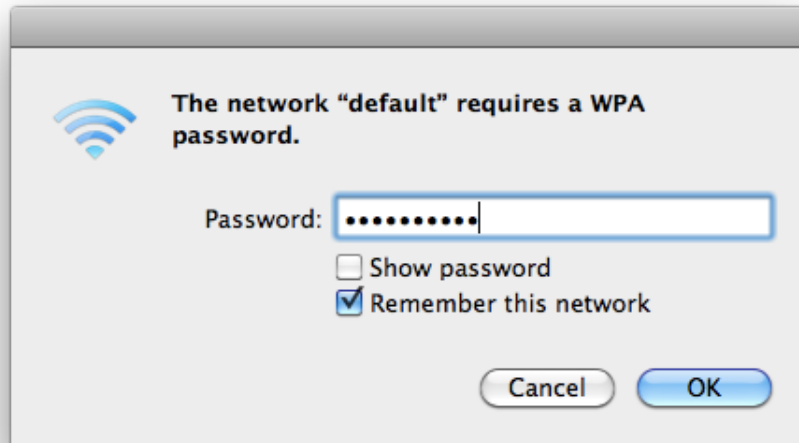 The network “default” requires a WPA
password.
Password: ••••••••••
Show password
Remember this network
Cancel OK